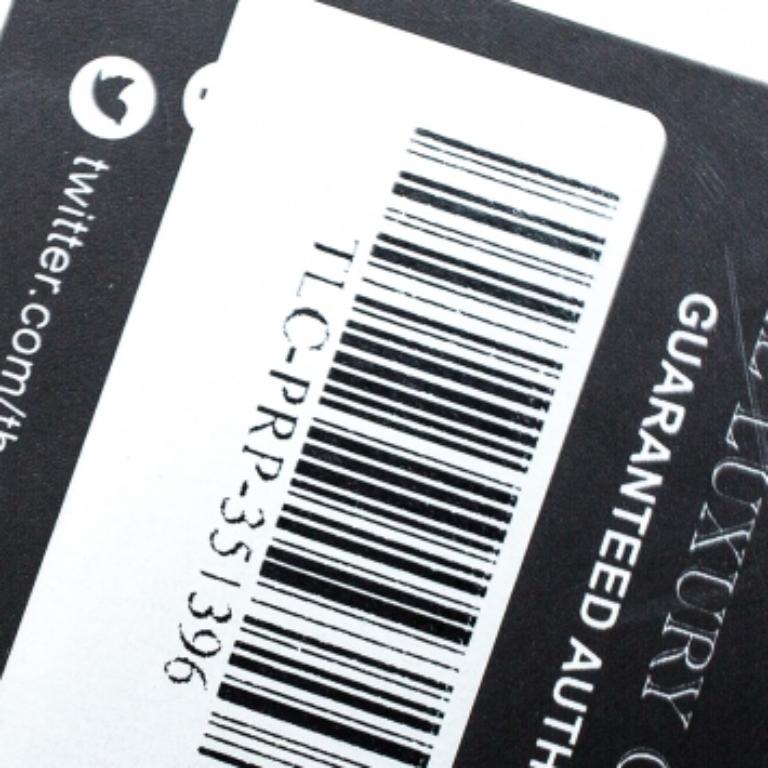 LUXURY
GUARANTEED AUTH
TLC-PRP-351396
twitter.com/th